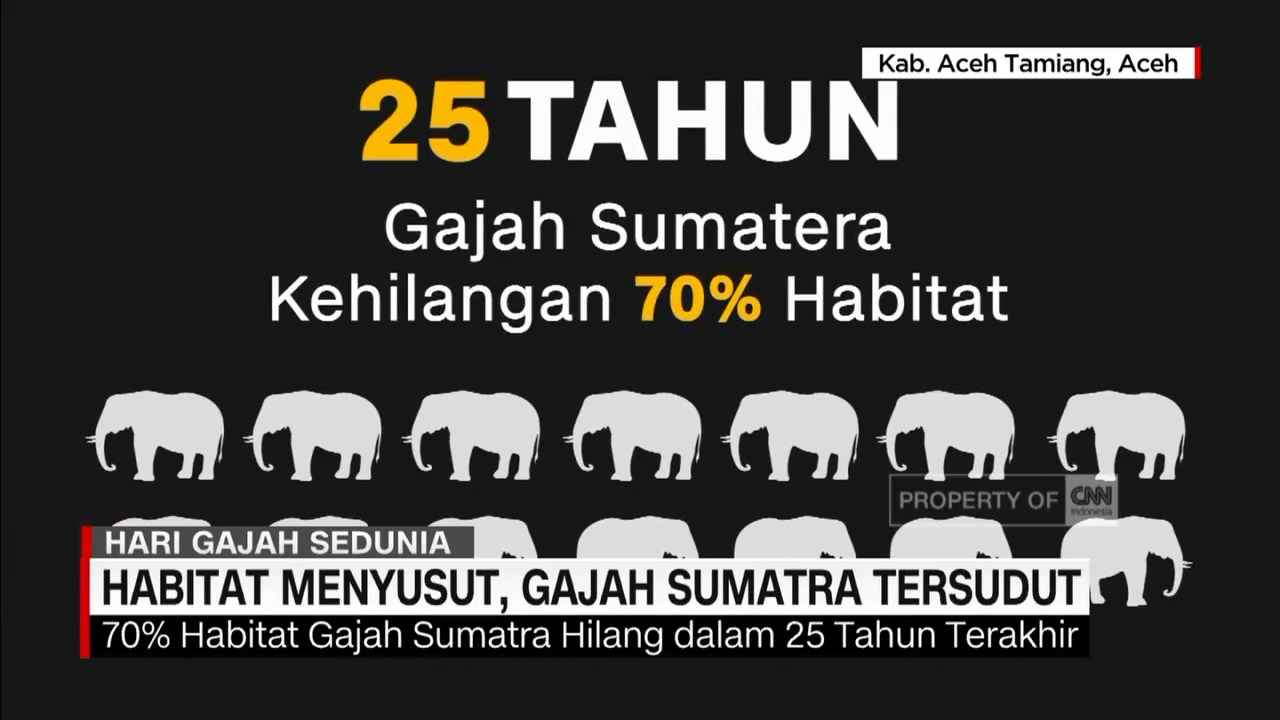 Kab. Aceh Tamiang, Aceh
25 TAHUN
Gajah Sumatera
Kehilangan 70% Habitat
PROPERTY OF CNN Indonesia
HARI GAJAH SEDUNIA
HABITAT MENYUSUT, GAJAH SUMATRA TERSUDUT
70% Habitat Gajah Sumatra Hilang dalam 25 Tahun Terakhir